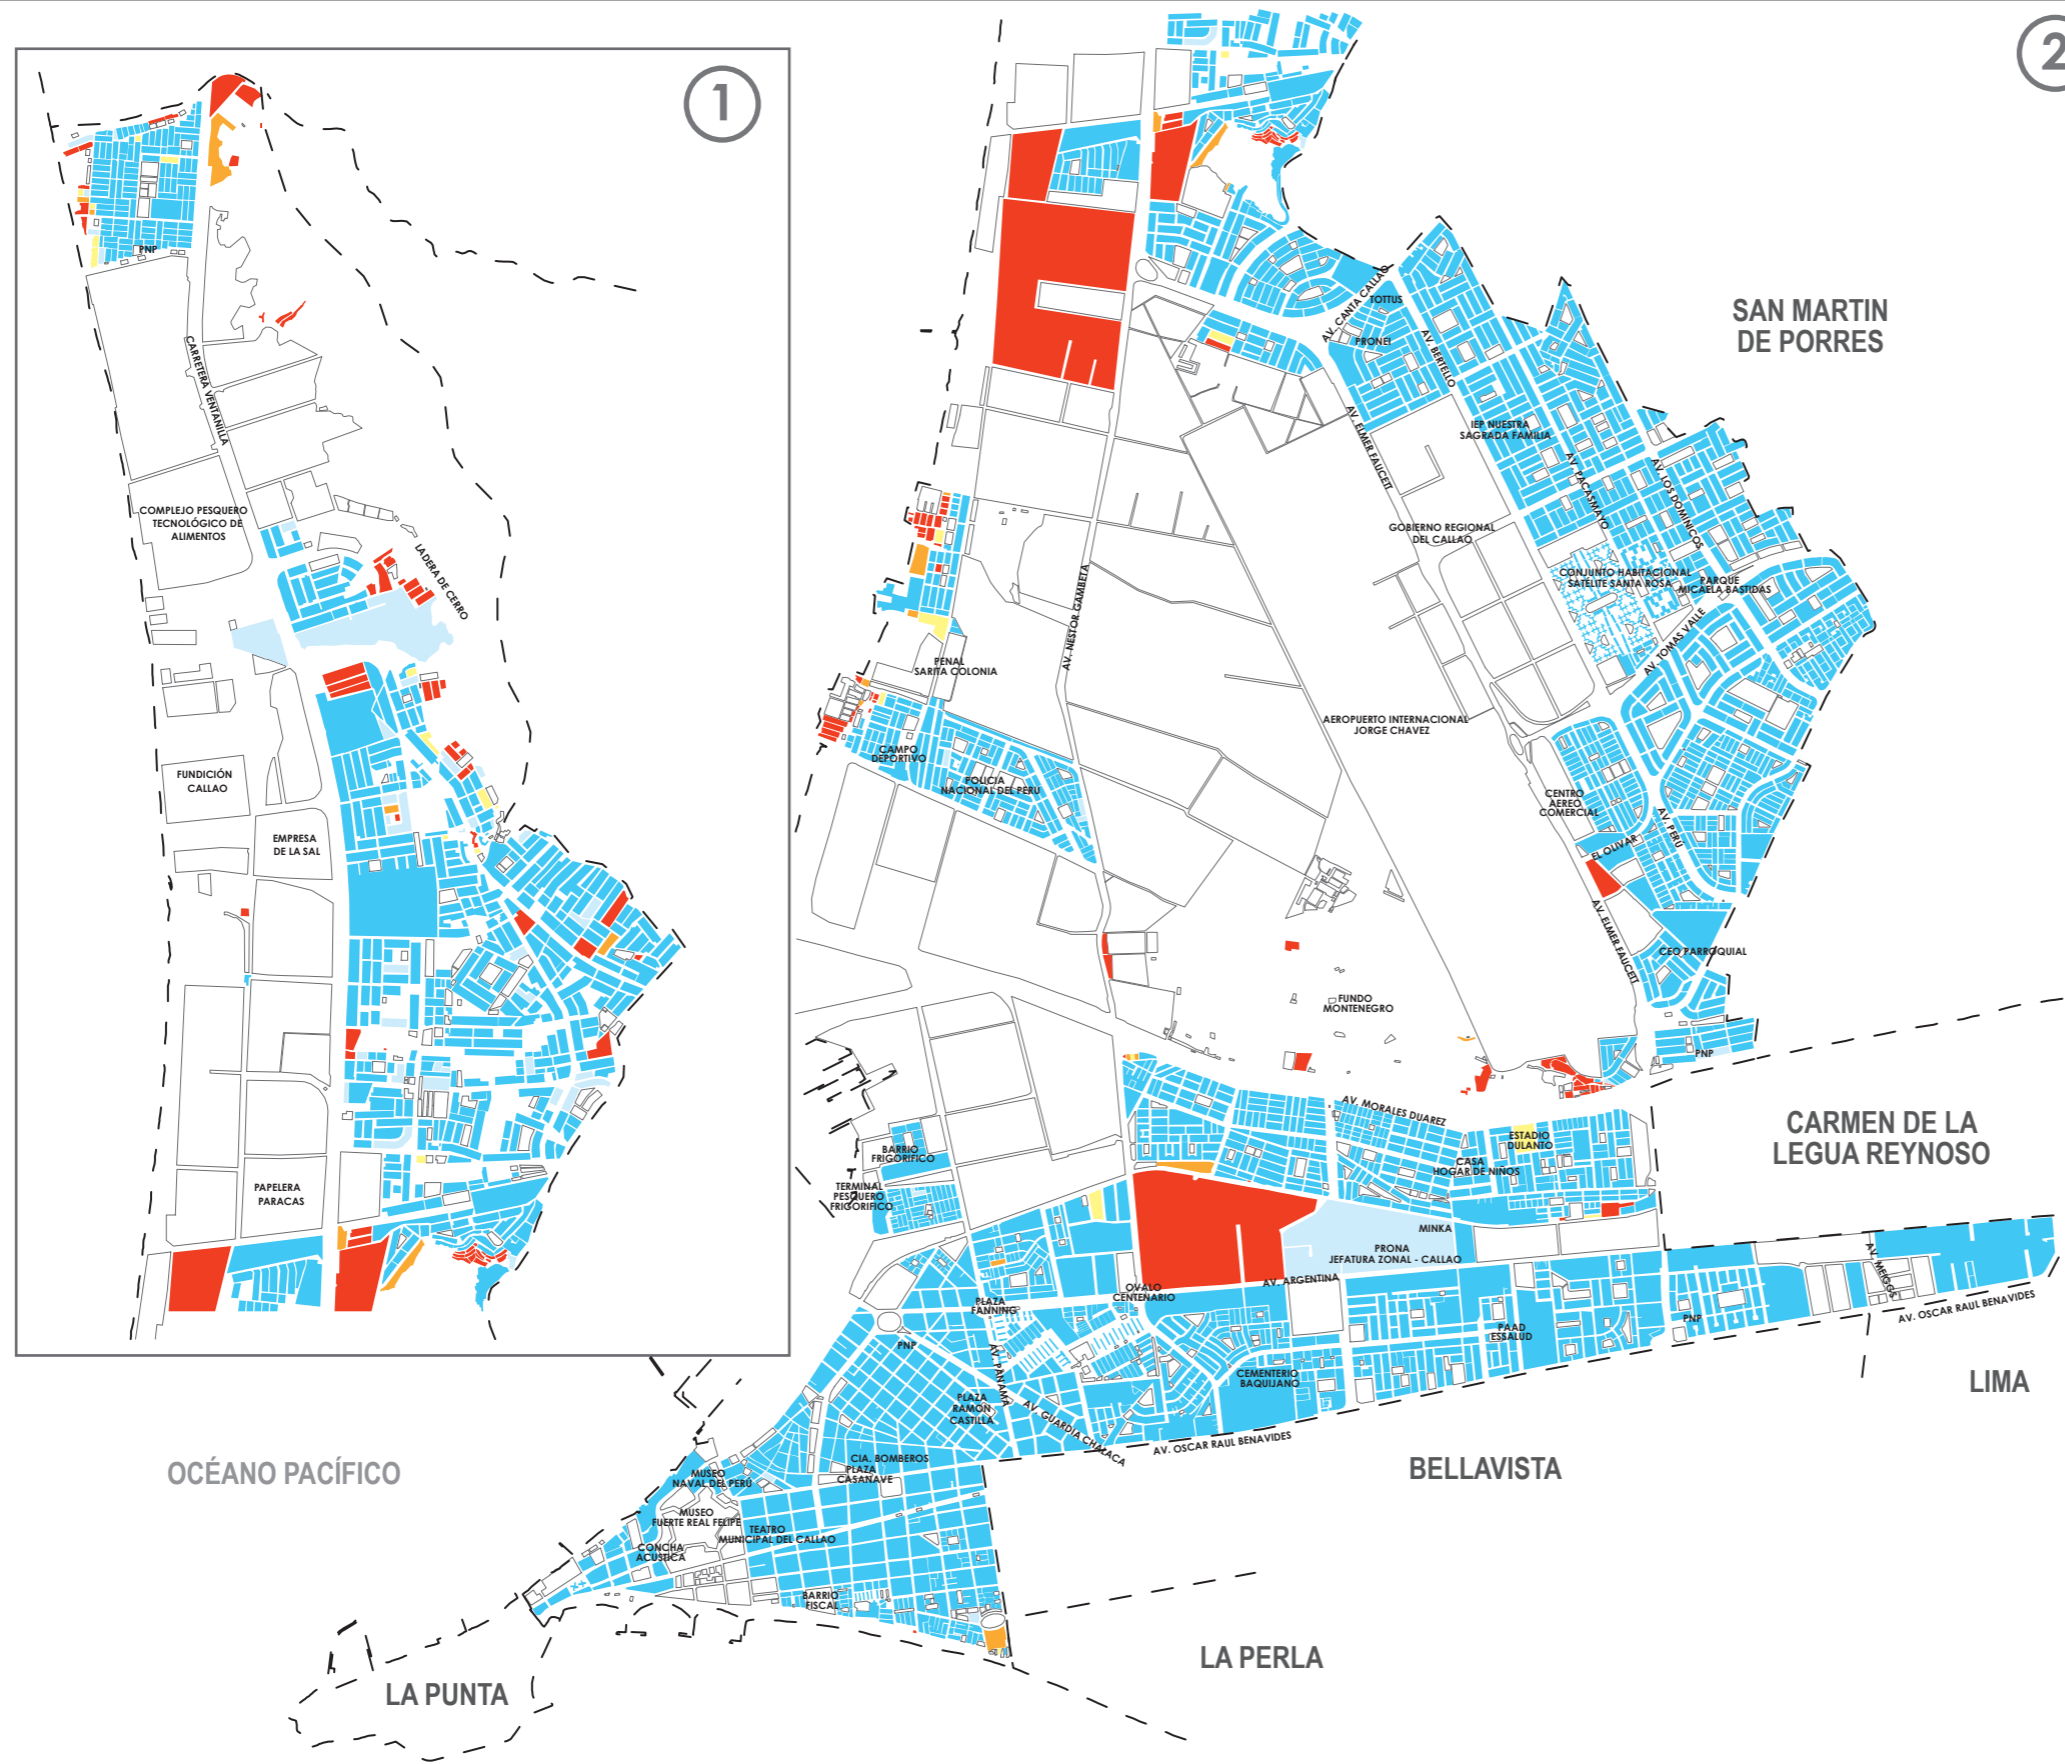 1
PNP
CARRETERA VENTANILLA
COMPLEJO PESQUERO
TECNOLÓGICO DE
ALIMENTOS
LADERA DE CERRO
FUNDICIÓN
CALLAO
EMPRESA
DE LA SAL
PAPELERA
PARACAS
2
SAN MARTIN
DE PORRES
AV. CANTA CALLAO
TOTTUS
PRONEI
AV. BERTELLO
IEP NUESTRA
SAGRADA FAMILIA
AV. ELMER FAUCETT
AV. PACASMAYO
AV. LOS DOMINICOS
GOBIERNO REGIONAL
DEL CALLAO
CONJUNTO HABITACIONAL
SATÉLITE SANTA ROSA
PARQUE
MICAELA BASTIDAS
AV. TOMAS VALLE
AV. NESTOR GAMBETA
PENAL
SARITA COLONIA
AEROPUERTO INTERNACIONAL
JORGE CHAVEZ
CAMPO
DEPORTIVO
POLICIA
NACIONAL DEL PERU
CENTRO
AEREO
COMERCIAL
EL OLIVAR
AV. PERÚ
AV. ELMER FAUCETT
CEO PARROQUIAL
FUNDO
MONTENEGRO
PNP
AV. MORALES DUAREZ
CARMEN DE LA
LEGUA REYNOSO
BARRIO
FRIGORIFICO
TERMINAL
PESQUERO
FRIGORIFICO
ESTADIO
DULANTO
CASA
HOGAR DE NIÑOS
MINKA
PRONA
JEFATURA ZONAL - CALLAO
AV. ARGENTINA
OVALO
CENTENARIO
PLAZA
FANNING
PNP
AV. PANAMA
PAAD
ESSALUD
PNP
AV. MEIGGS
AV. OSCAR RAUL BENAVIDES
CEMENTERIO
BAQUIJANO
PLAZA
RAMON
CASTILLA
AV. GUARDIA CHALACA
AV. OSCAR RAUL BENAVIDES
LIMA
BELLAVISTA
OCÉANO PACÍFICO
CIA. BOMBEROS
PLAZA
CASANAVE
MUSEO
NAVAL DEL PERÚ
MUSEO
FUERTE REAL FELIPE
TEATRO
MUNICIPAL DEL CALLAO
CONCHA
ACUSTICA
BARRIO
FISCAL
LA PERLA
LA PUNTA